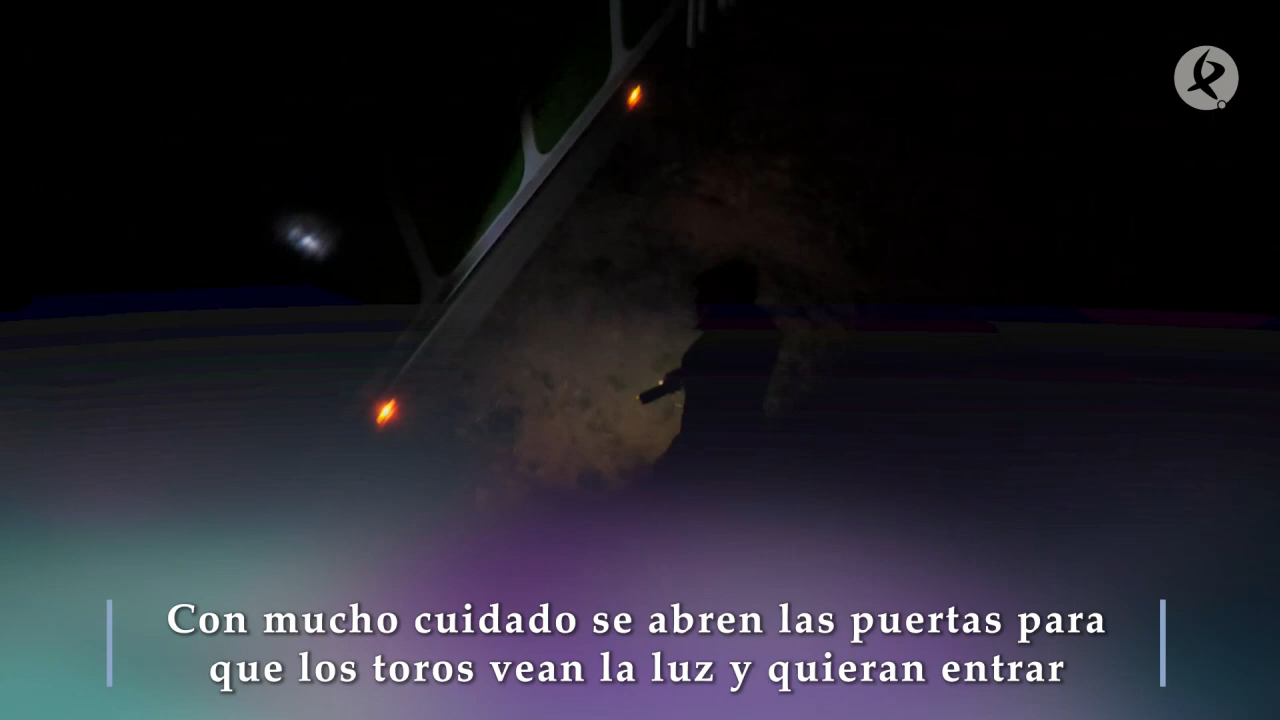 Con mucho cuidado se abren las puertas para
que los toros vean la luz y quieran entrar